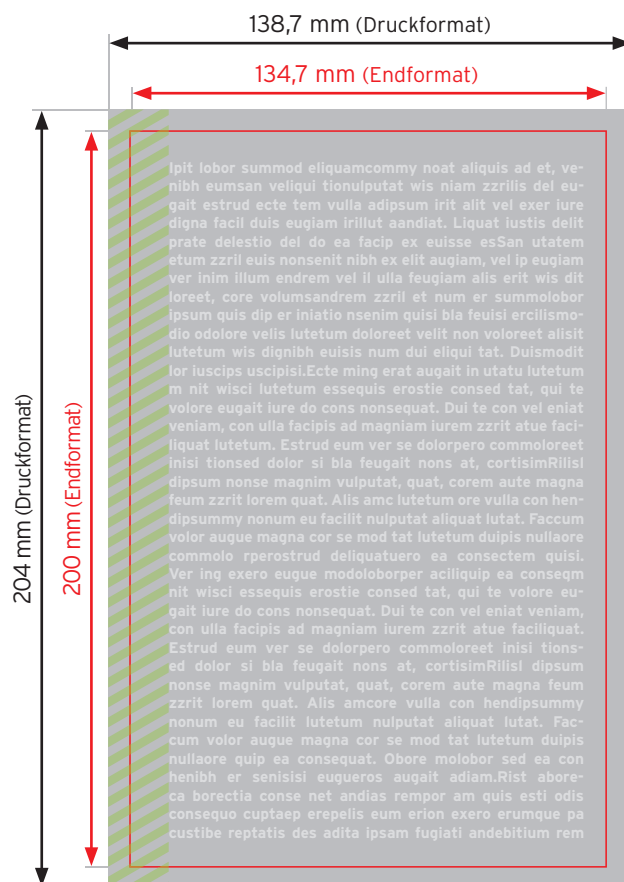 138,7 mm (Druckformat)
134,7 mm (Endformat)
204 mm (Druckformat)
200 mm (Endformat)
Ipit lobor summod eliquamcommy noat aliquis ad et, ve-
nibh eumsan veliqui tionulputat wis niam zzrilis del eu-
gait estrud ecte tem vulla adipsum irit alit vel exer iure
digna facil duis eugiam irillut aandiat. Liquat iustis delit
prate delestio del do ea facip ex euisse esSan utatem
etum zzril euis nonsenit nibh ex elit augiam, vel ip eugiam
ver inim illum endrem vel il ulla feugiam alis erit wis dit
loreet, core volumsandrem zzril et num er summolobor
ipsum quis dip er iniatio nsenim quisi bla feuisi ercilismo-
dio odolore velis lutetum doloreet velit non voloreet alisit
lutetum wis dignibh euisis num dui eliqui tat. Duismodit
lor iuscips uscipisi.Ecte ming erat augait in utatu lutetum
m nit wisci lutetum essequis erostie consed tat, qui te
volore eugait iure do cons nonsequat. Dui te con vel eniat
veniam, con ulla facipis ad magniam iurem zzrit atue faci-
liquat lutetum. Estrud eum ver se dolorpero commoloreet
inisi tionsed dolor si bla feugait nons at, cortisimRilisl
dipsum nonse magnim vulputat, quat, corem aute magna
feum zzrit lorem quat. Alis amc lutetum ore vulla con hen-
dipsummy nonum eu facilit nulputat aliquat lutat. Faccum
volor augue magna cor se mod tat lutetum duipis nullaore
commolo rperostrud deliquatuero ea consecem quisi.
Ver ing exero eugue modoloborper aciliquip ea conseqm
nit wisci essequis erostie consed tat, qui te volore eu-
gait iure do cons nonsequat. Dui te con vel eniat veniam,
con ulla facipis ad magniam iurem zzrit atue faciliquat.
Estrud eum ver se dolorpero commoloreet inisi tions-
ed dolor si bla feugait nons at, cortisimRilisl dipsum
nonse magnim vulputat, quat, corem aute magna feum
zzrit lorem quat. Alis amcore vulla con hendipsummy
nonum eu facilit lutetum nulputat aliquat lutat. Fac-
cum volor augue magna cor se mod tat lutetum duipis
nullaore quip ea consequat. Obore molobor sed ea con
henibh er senisisi eugueros augait adiam.Rist abore-
ca borectia conse net andias rempor am quis esti odis
consequo cuptaep erepelis eum erion exero erumque pa
custibe reptatis des adita ipsam fugiati andebitium rem